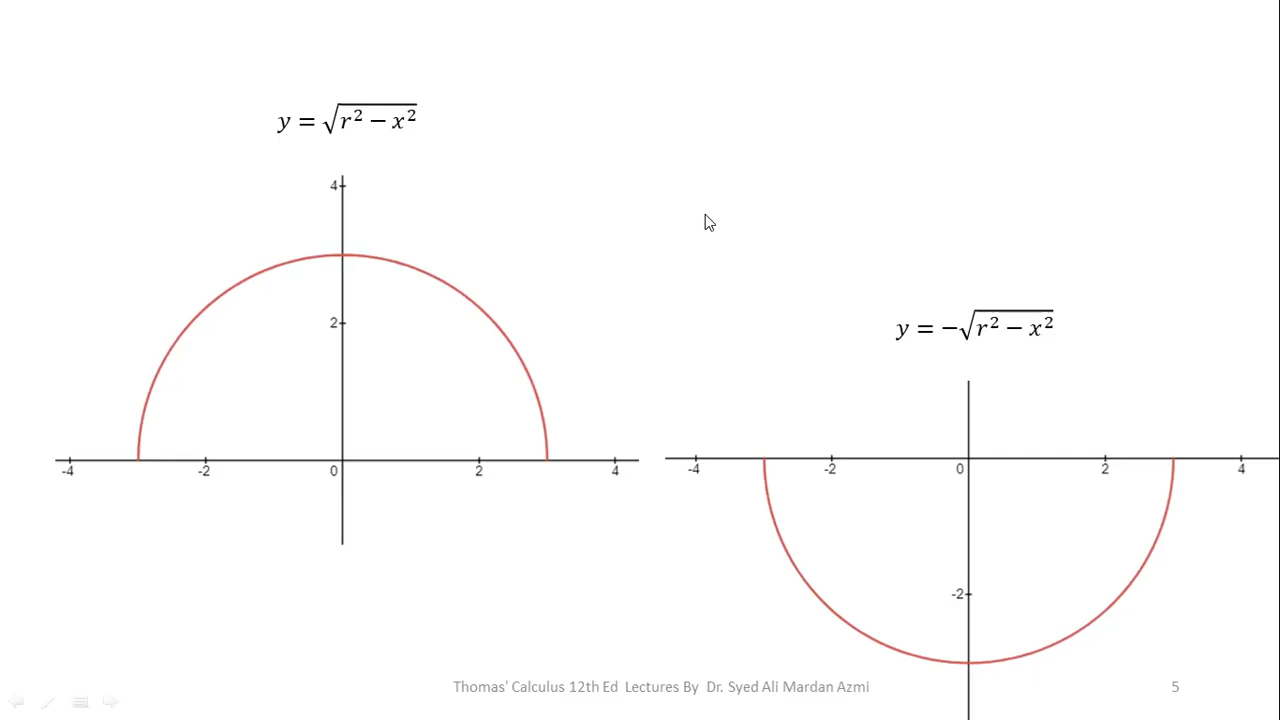 y = √(r² − x²)
4
2
-4 -2 0 2 4
y = −√(r² − x²)
-4 -2 0 2 4
-2
Thomas' Calculus 12th Ed Lectures By Dr. Syed Ali Mardan Azmi
5